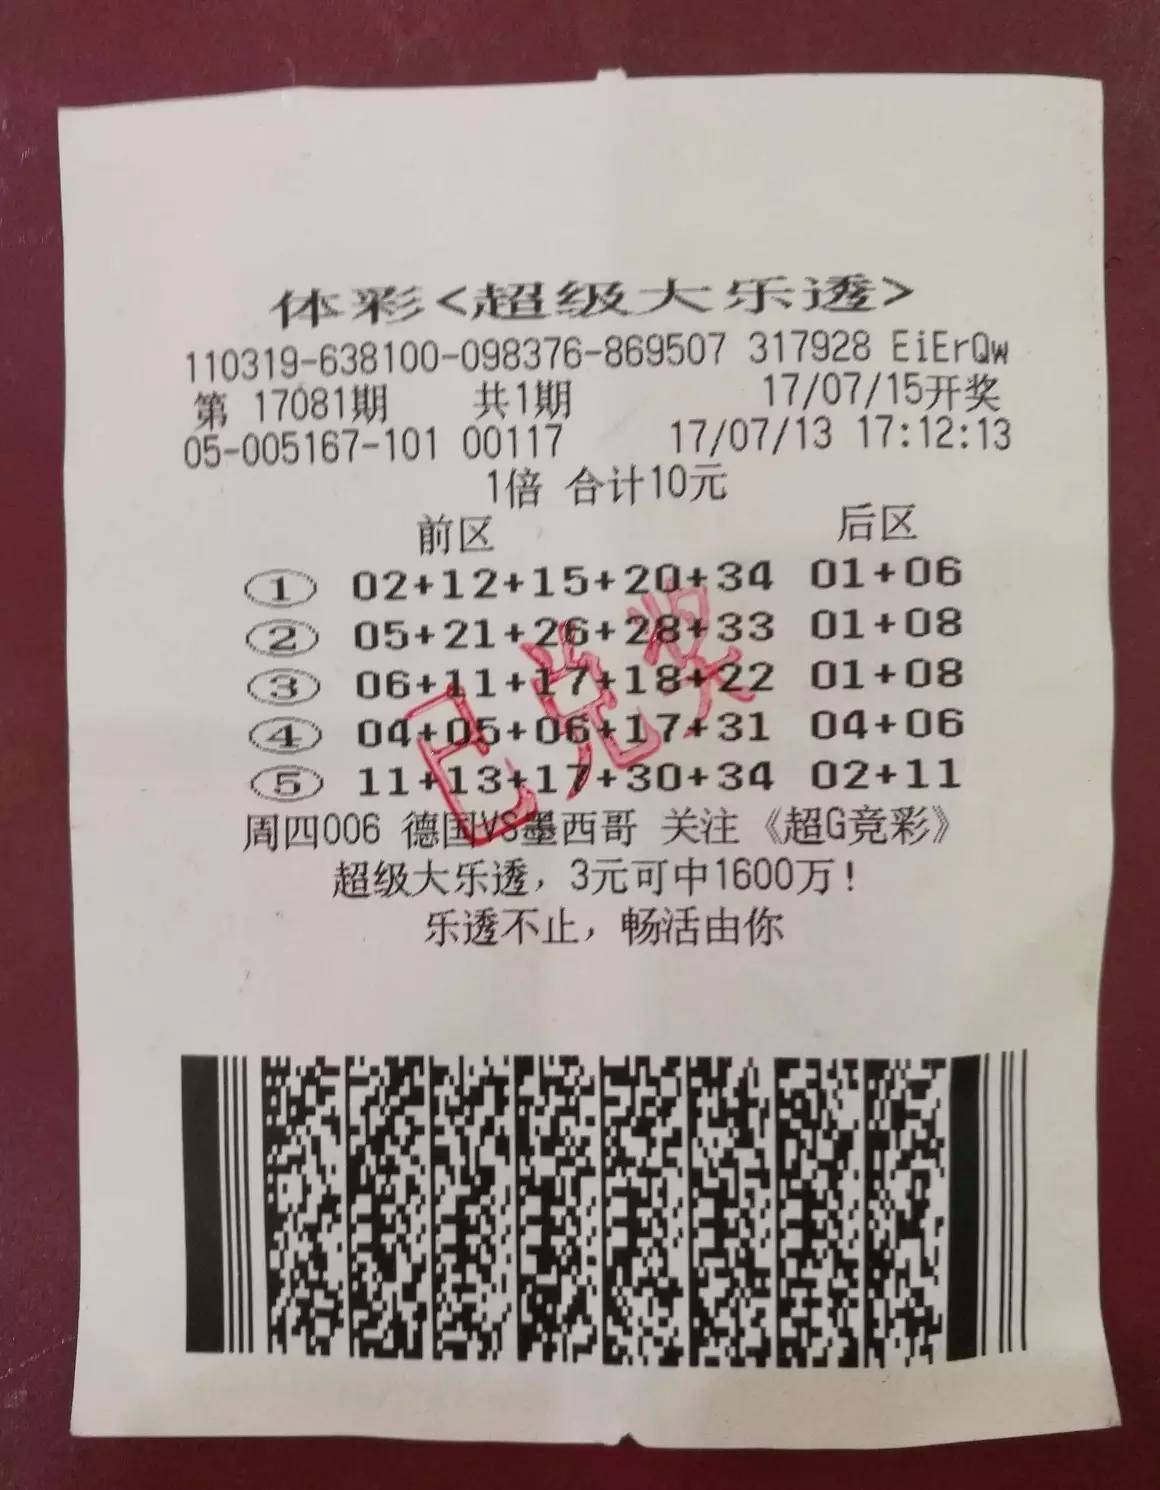 体彩<超级大乐透>
110319-638100-098376-869507 317928 EiErQw
第 17081期 共1期 17/07/15开奖
05-005167-101 00117 17/07/13 17:12:13
1倍 合计10元
前区 后区
① 02+12+15+20+34 01+06
② 05+21+26+28+33 01+08
③ 06+11+17+18+22 01+08
④ 04+05+06+17+31 04+06
⑤ 11+13+17+30+34 02+11
已兑奖
周四006 德国VS墨西哥 关注《超G竞彩》
超级大乐透，3元可中1600万!
乐透不止，畅活由你